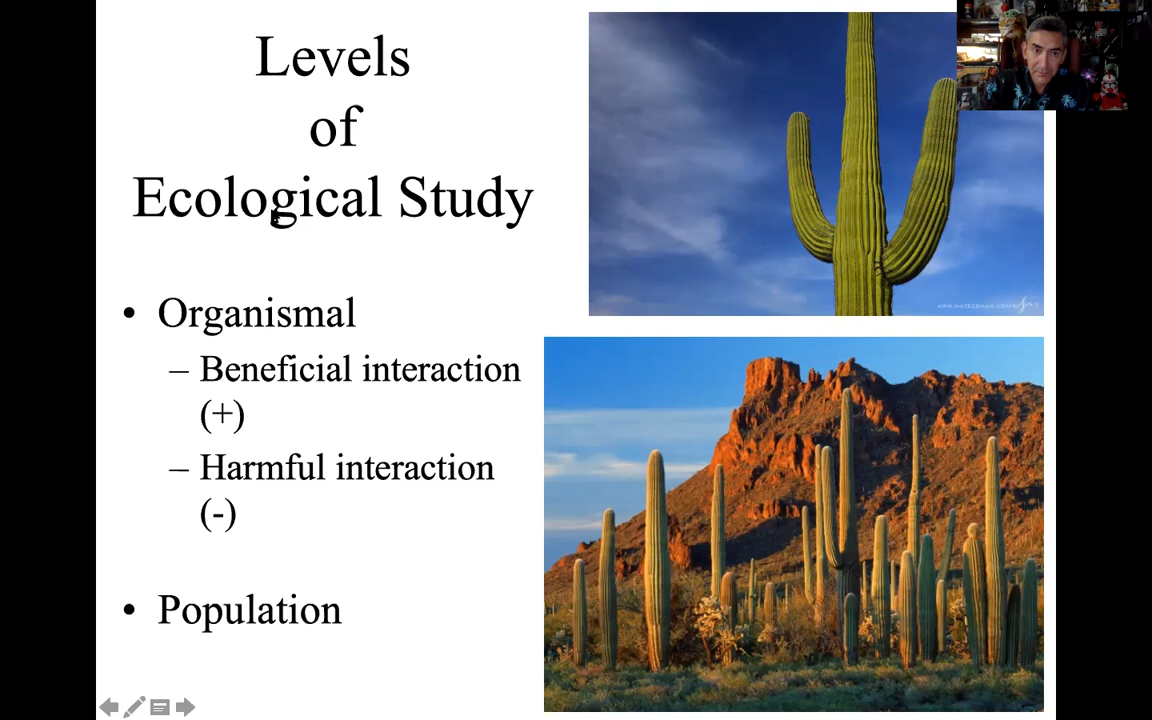 Levels
of
Ecological Study
• Organismal
– Beneficial interaction
(+)
– Harmful interaction
(-)
• Population